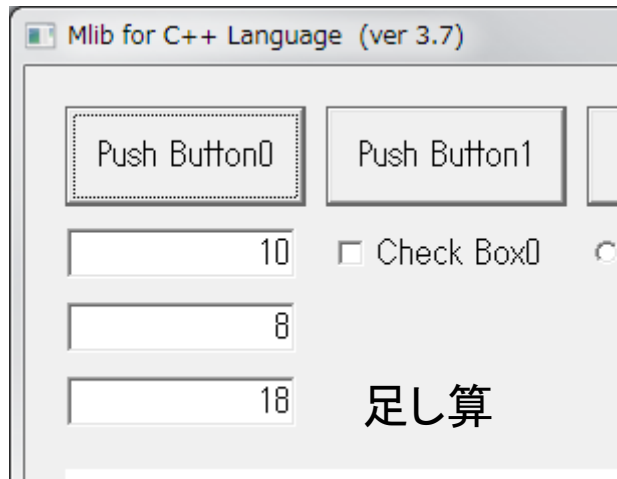 Mlib for C++ Language (ver 3.7)
Push Button0 Push Button1
10 Check Box0
8
18 足し算